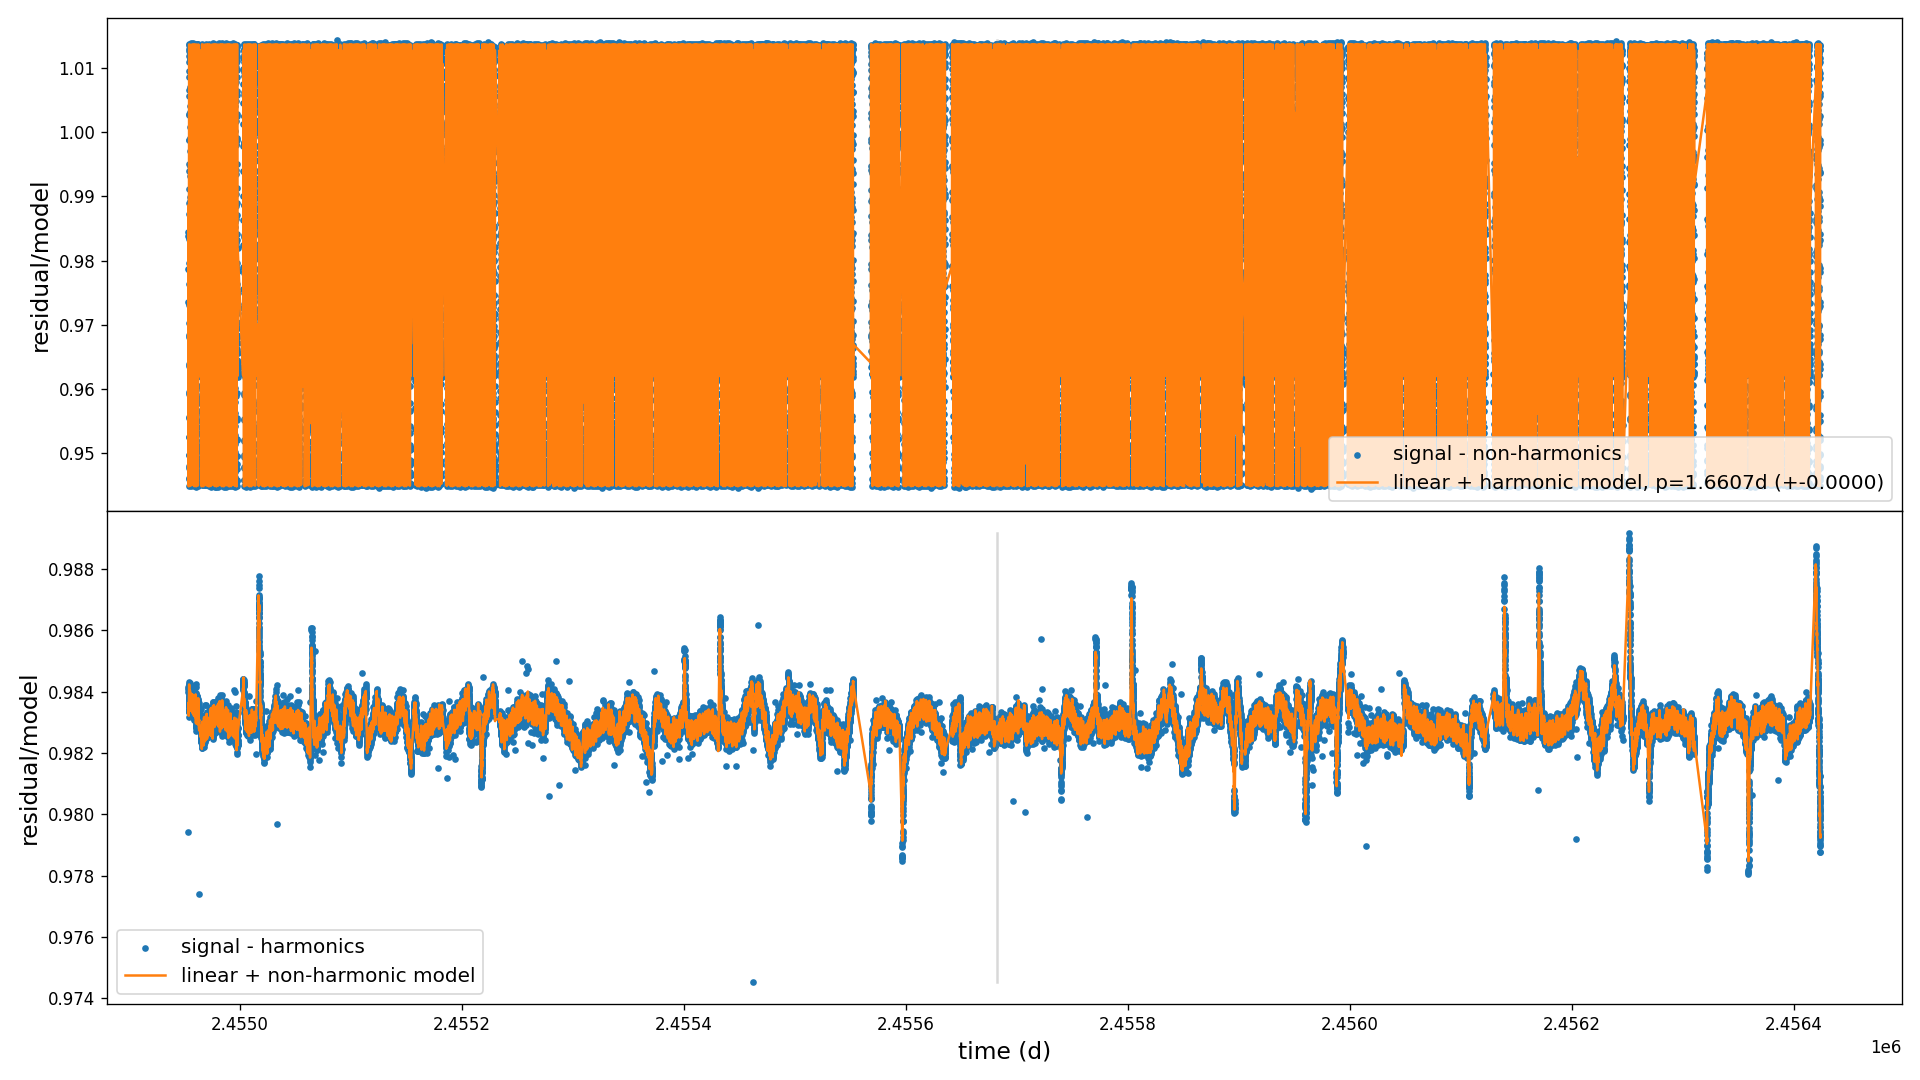 1.01
1.00
0.99
0.98
0.97
0.96
0.95
residual/model
signal - non-harmonics
linear + harmonic model, p=1.6607d (+-0.0000)
0.988
0.986
0.984
0.982
0.980
0.978
0.976
0.974
residual/model
signal - harmonics
linear + non-harmonic model
2.4550
2.4552
2.4554
2.4556
2.4558
2.4560
2.4562
2.4564
time (d)
1e6